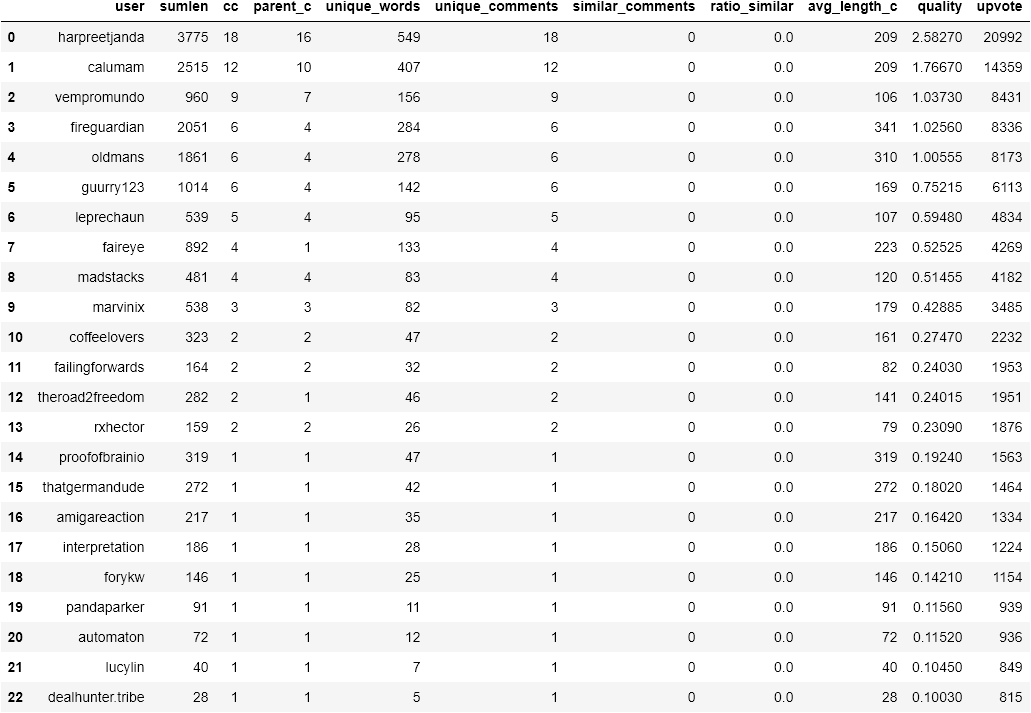 user sumlen cc parent_c unique_words unique_comments similar_comments ratio_similar avg_length_c quality upvote
0 harpreetjanda 3775 18 16 549 18 0 0.0 209 2.58270 20992
1 calumam 2515 12 10 407 12 0 0.0 209 1.76670 14359
2 vempromundo 960 9 7 156 9 0 0.0 106 1.03730 8431
3 fireguardian 2051 6 4 284 6 0 0.0 341 1.02560 8336
4 oldmans 1861 6 4 278 6 0 0.0 310 1.00555 8173
5 guurry123 1014 6 4 142 6 0 0.0 169 0.75215 6113
6 leprechaun 539 5 4 95 5 0 0.0 107 0.59480 4834
7 faireye 892 4 1 133 4 0 0.0 223 0.52525 4269
8 madstacks 481 4 4 83 4 0 0.0 120 0.51455 4182
9 marvinix 538 3 3 82 3 0 0.0 179 0.42885 3485
10 coffeelovers 323 2 2 47 2 0 0.0 161 0.27470 2232
11 failingforwards 164 2 2 32 2 0 0.0 82 0.24030 1953
12 theroad2freedom 282 2 1 46 2 0 0.0 141 0.24015 1951
13 rxhector 159 2 2 26 2 0 0.0 79 0.23090 1876
14 proofofbrainio 319 1 1 47 1 0 0.0 319 0.19240 1563
15 thatgermandude 272 1 1 42 1 0 0.0 272 0.18020 1464
16 amigareaction 217 1 1 35 1 0 0.0 217 0.16420 1334
17 interpretation 186 1 1 28 1 0 0.0 186 0.15060 1224
18 forykw 146 1 1 25 1 0 0.0 146 0.14210 1154
19 pandaparker 91 1 1 11 1 0 0.0 91 0.11560 939
20 automaton 72 1 1 12 1 0 0.0 72 0.11520 936
21 lucylin 40 1 1 7 1 0 0.0 40 0.10450 849
22 dealhunter.tribe 28 1 1 5 1 0 0.0 28 0.10030 815